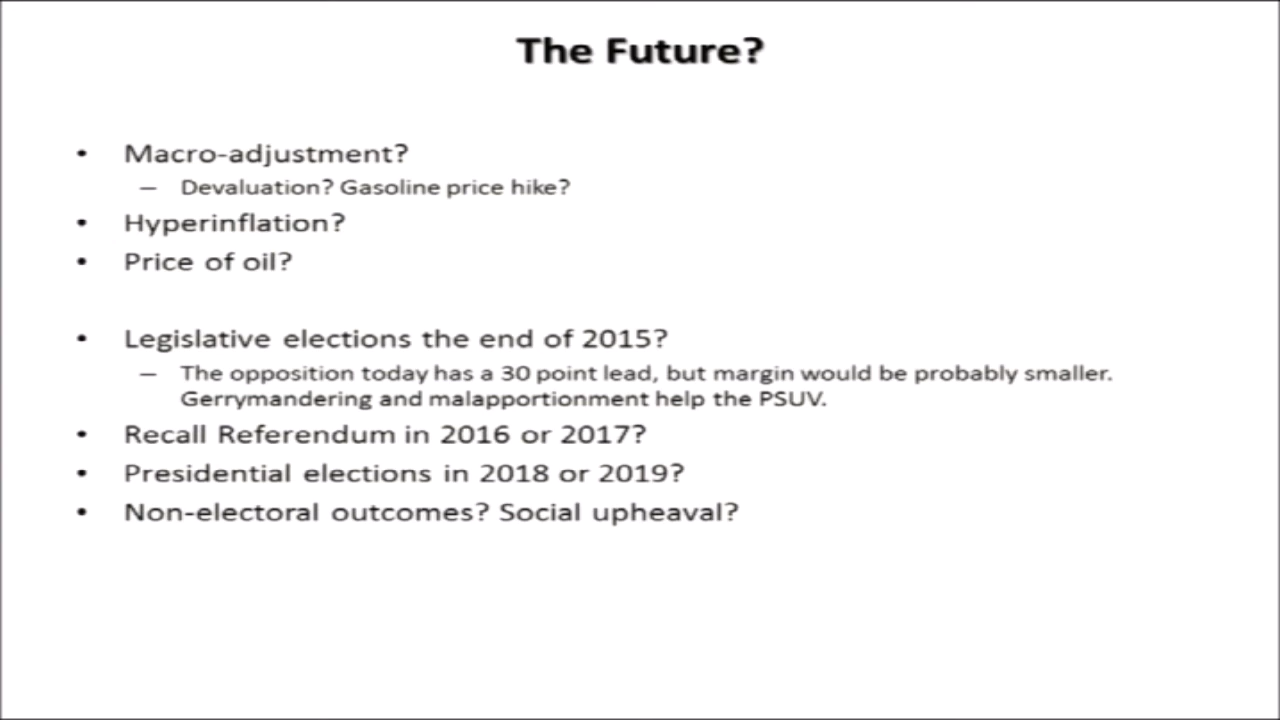 The Future?
• Macro-adjustment?
– Devaluation? Gasoline price hike?
• Hyperinflation?
• Price of oil?
• Legislative elections the end of 2015?
– The opposition today has a 30 point lead, but margin would be probably smaller.
Gerrymandering and malapportionment help the PSUV.
• Recall Referendum in 2016 or 2017?
• Presidential elections in 2018 or 2019?
• Non-electoral outcomes? Social upheaval?